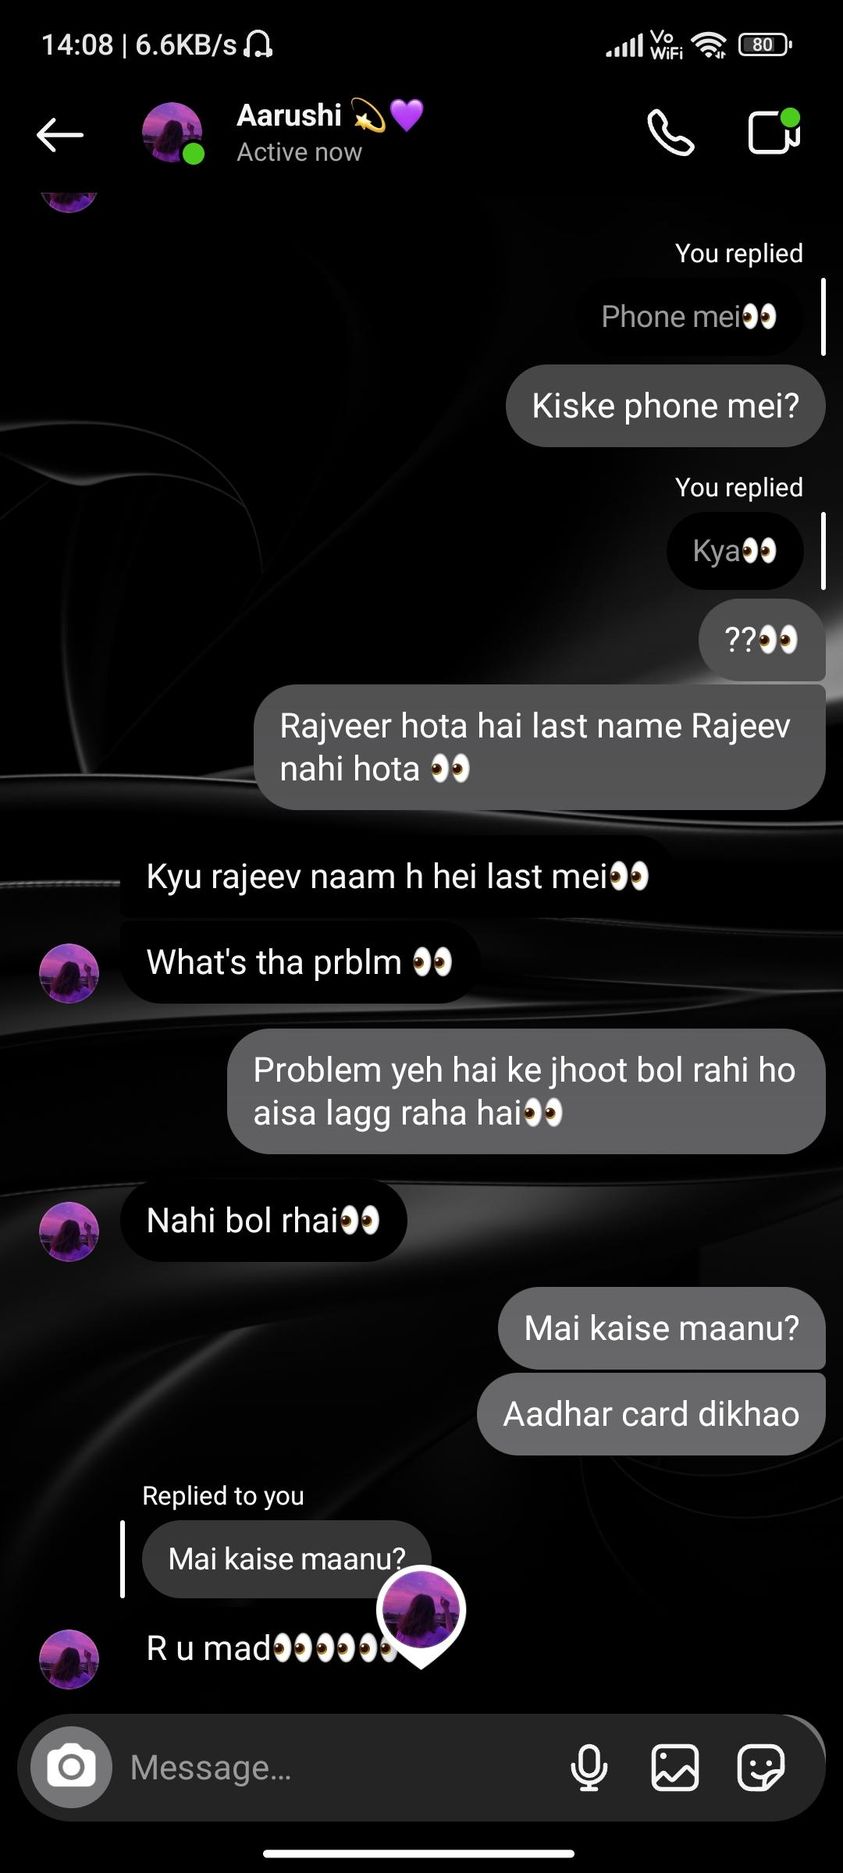 14:08 | 6.6KB/s
Vo
WiFi
80
Aarushi 💫💜
Active now
You replied
Phone mei👀
Kiske phone mei?
You replied
Kya👀
??👀
Rajveer hota hai last name Rajeev
nahi hota 👀
Kyu rajeev naam h hei last mei👀
What's tha prblm 👀
Problem yeh hai ke jhoot bol rahi ho
aisa lagg raha hai👀
Nahi bol rhai👀
Mai kaise maanu?
Aadhar card dikhao
Replied to you
Mai kaise maanu?
R u mad👀👀👀
Message...